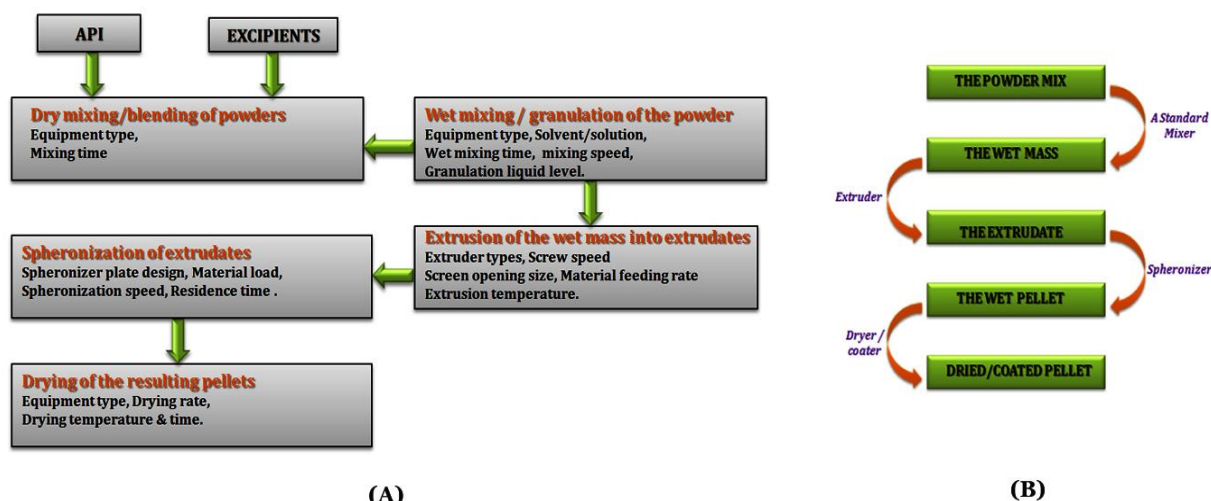 API
EXCIPIENTS
Dry mixing/blending of powders
Equipment type,
Mixing time
Wet mixing / granulation of the powder
Equipment type, Solvent/solution,
Wet mixing time, mixing speed,
Granulation liquid level.
Extrusion of the wet mass into extrudates
Extruder types, Screw speed
Screen opening size, Material feeding rate
Extrusion temperature.
Spheronization of extrudates
Spheronizer plate design, Material load,
Spheronization speed, Residence time .
Drying of the resulting pellets
Equipment type, Drying rate,
Drying temperature & time.
(A)
THE POWDER MIX
A Standard
Mixer
THE WET MASS
Extruder
THE EXTRUDATE
Spheronizer
THE WET PELLET
Dryer /
coater
DRIED/COATED PELLET
(B)